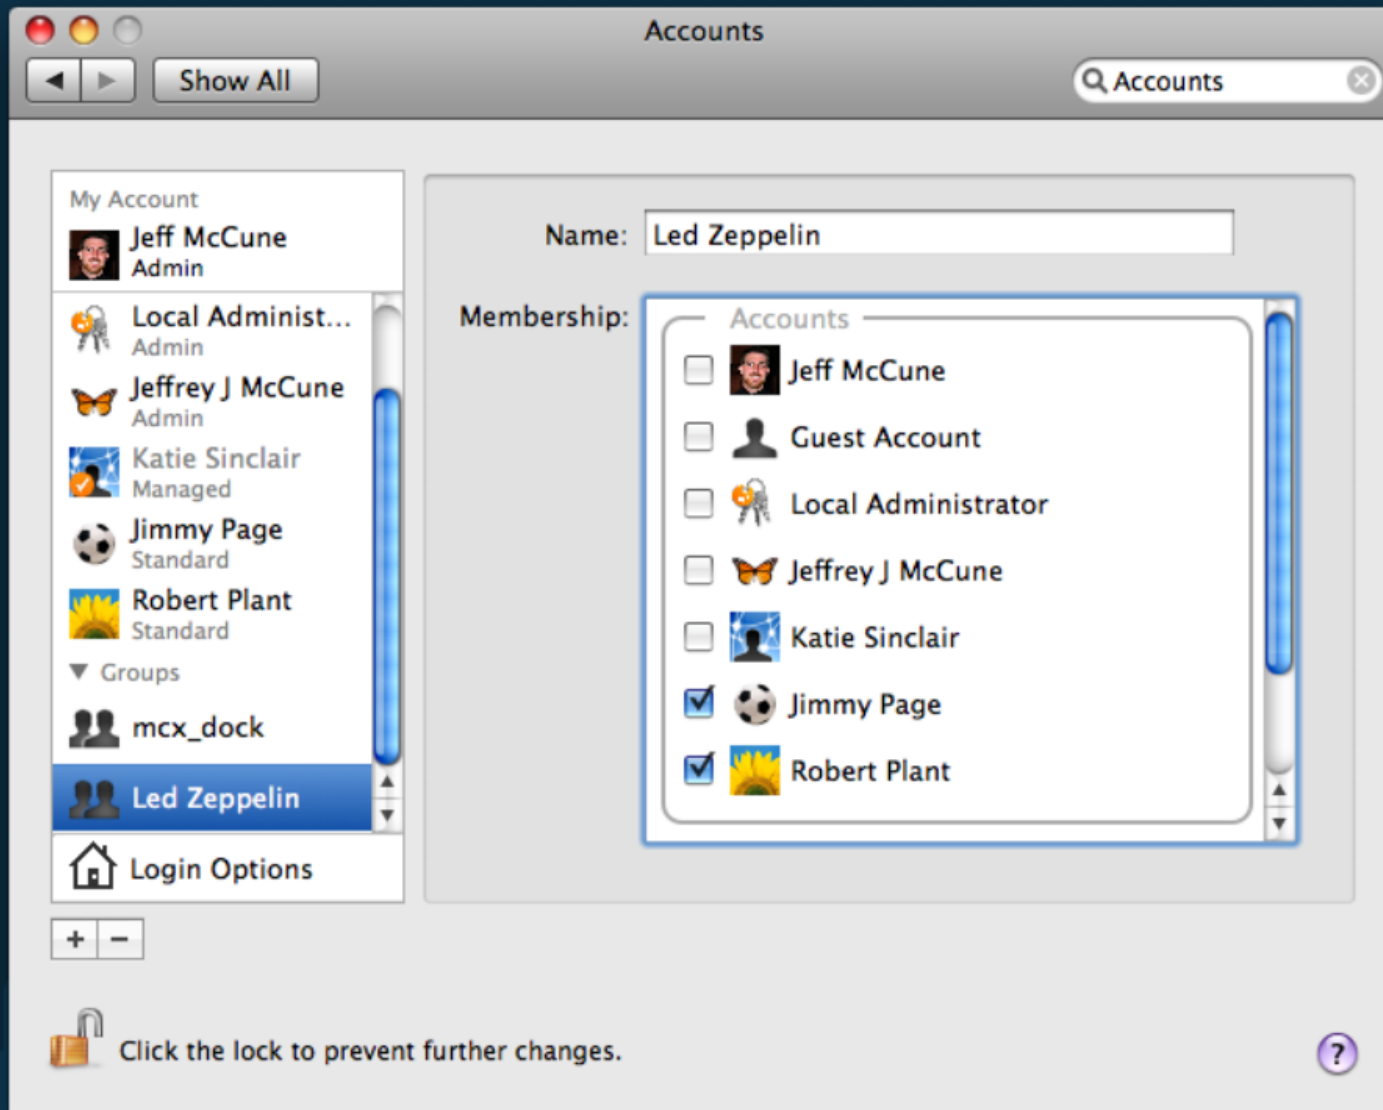 Accounts
Show All
Accounts
My Account
Jeff McCune
Admin
Local Administ...
Admin
Jeffrey J McCune
Admin
Katie Sinclair
Managed
Jimmy Page
Standard
Robert Plant
Standard
Groups
mcx_dock
Led Zeppelin
Login Options
+ −
Name: Led Zeppelin
Membership:
Accounts
Jeff McCune
Guest Account
Local Administrator
Jeffrey J McCune
Katie Sinclair
Jimmy Page
Robert Plant
Click the lock to prevent further changes.
?